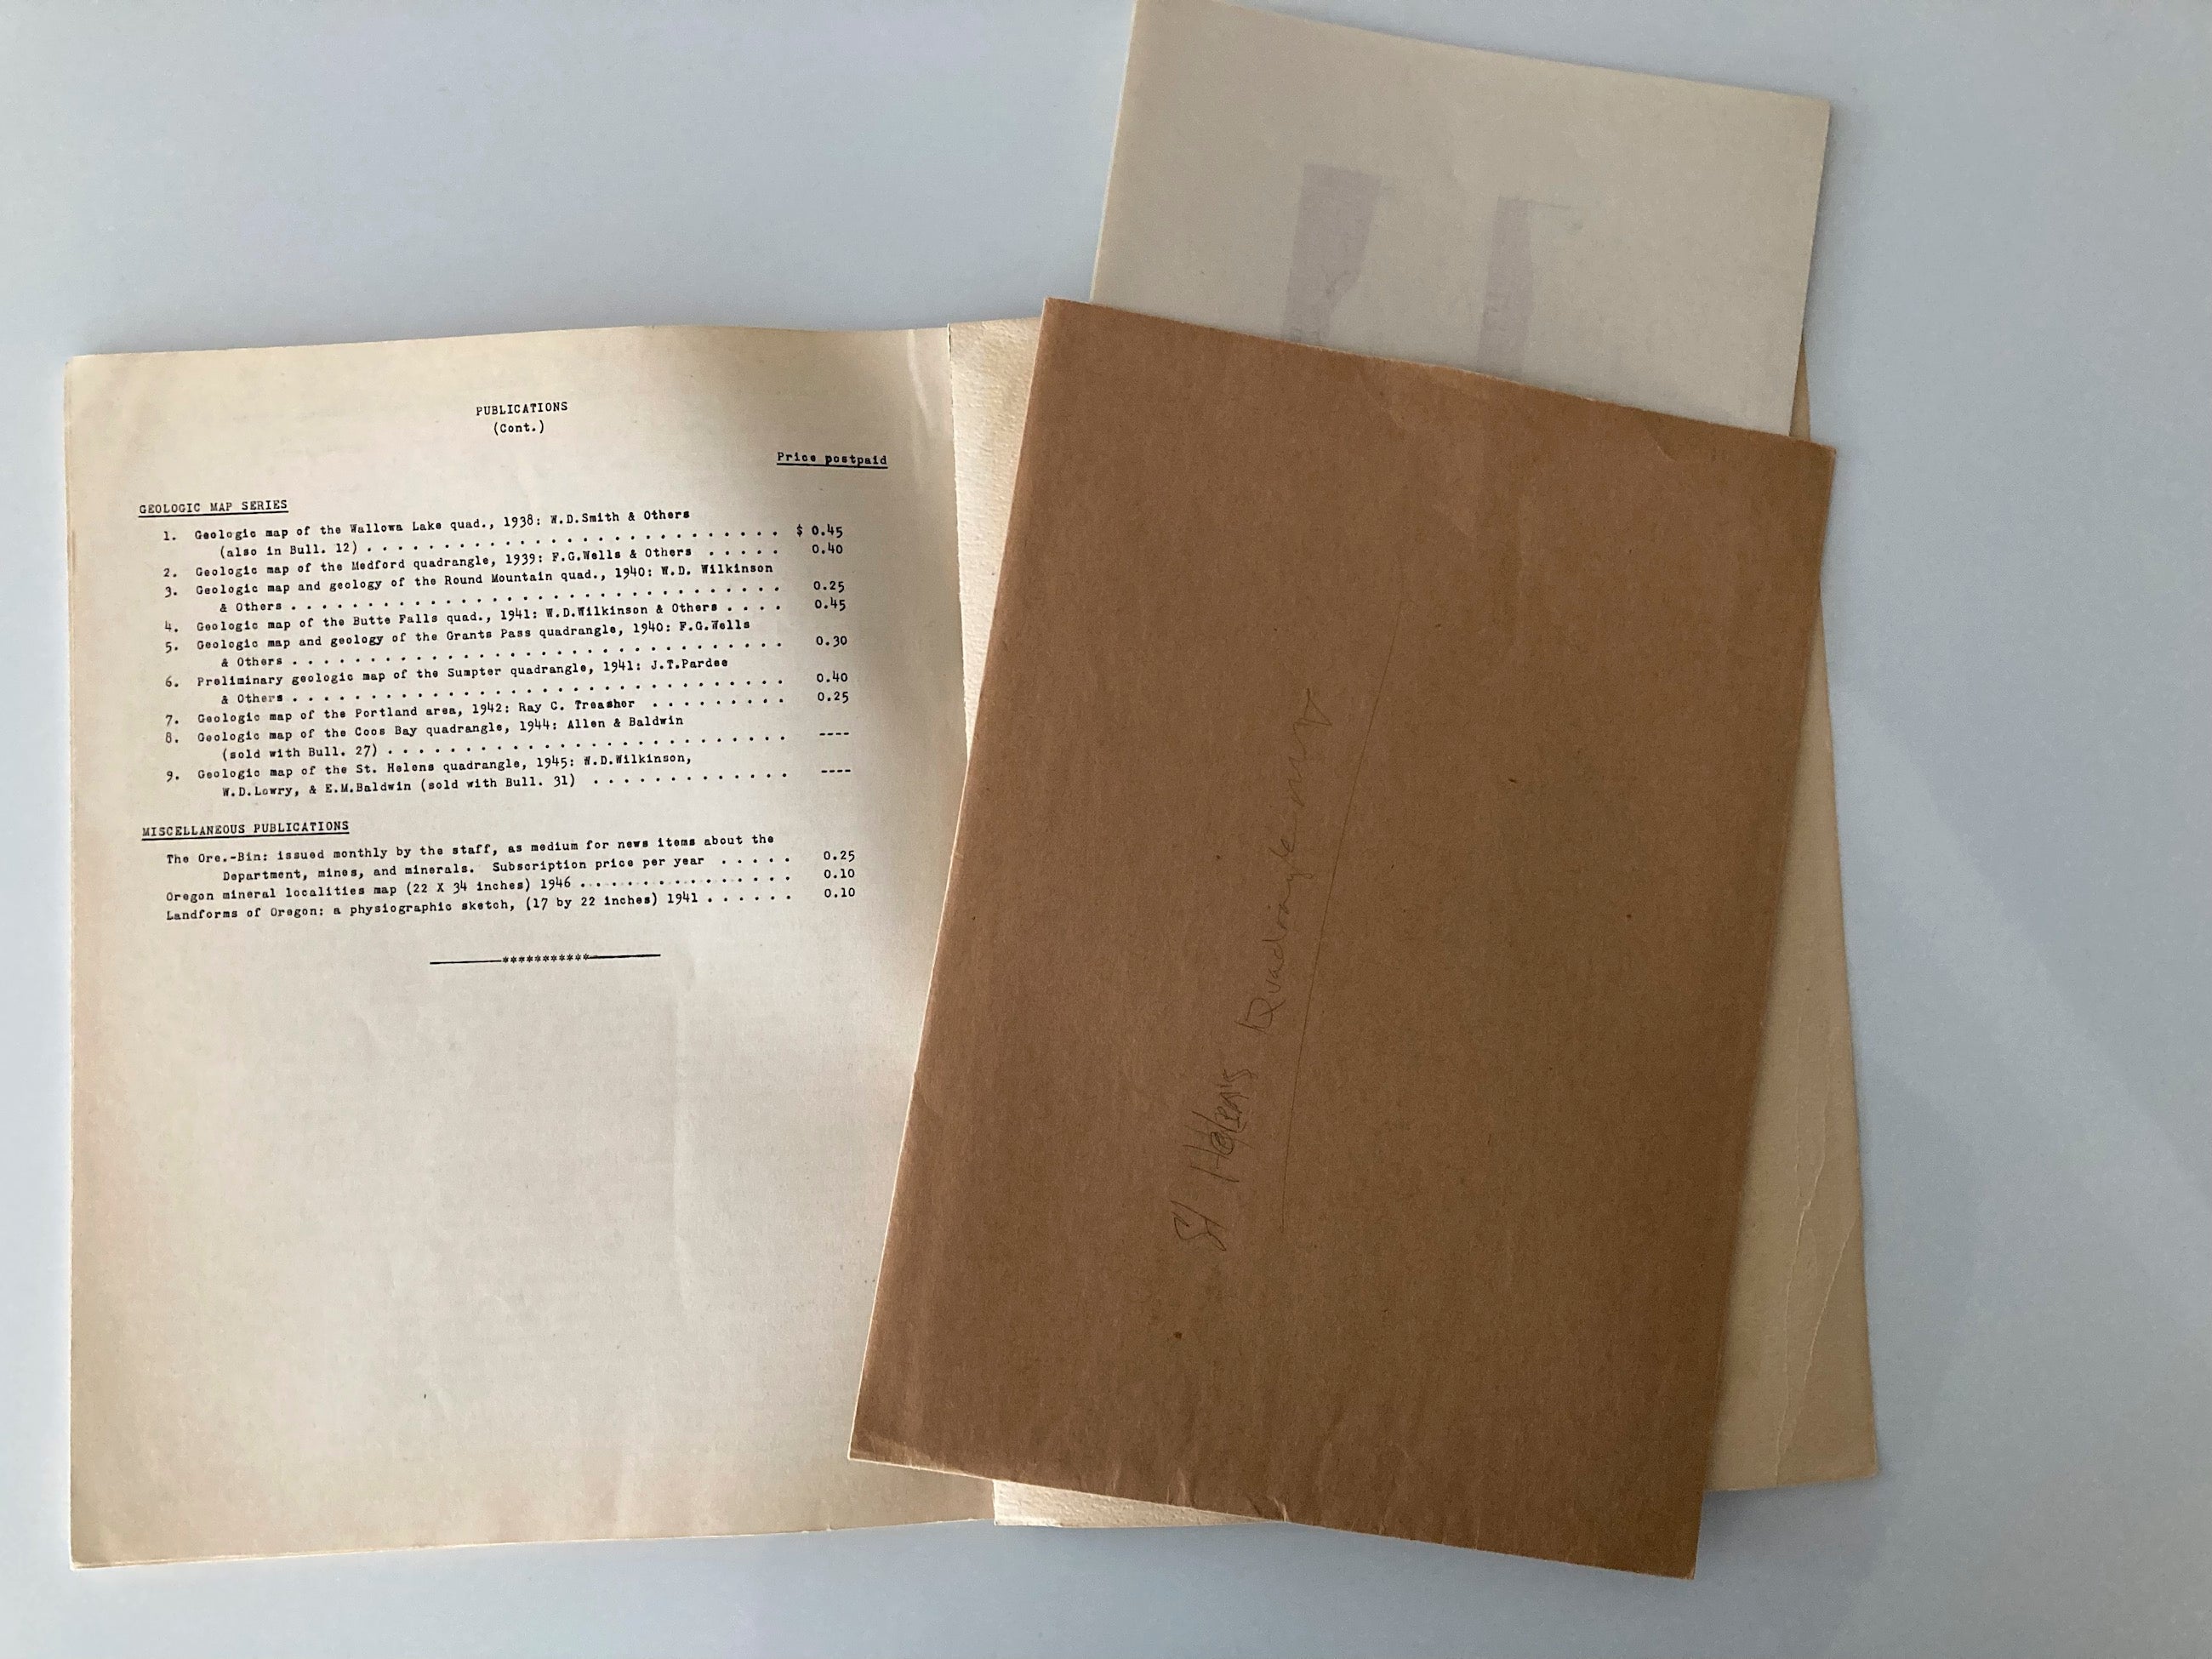 PUBLICATIONS
(Cont.)
Price postpaid
GEOLOGIC MAP SERIES
1. Geologic map of the Wallowa Lake quad., 1938: W.D.Smith & Others
(also in Bull. 12) . . . . . . . . . . . . . . . . . . . . . . . . . . . $ 0.45
2. Geologic map of the Medford quadrangle, 1939: F.G.Wells & Others . . . . . 0.40
3. Geologic map and geology of the Round Mountain quad., 1940: W.D. Wilkinson
& Others . . . . . . . . . . . . . . . . . . . . . . . . . . . . . . . . 0.25
4. Geologic map of the Butte Falls quad., 1941: W.D.Wilkinson & Others . . . . 0.45
5. Geologic map and geology of the Grants Pass quadrangle, 1940: F.G.Wells
& Others . . . . . . . . . . . . . . . . . . . . . . . . . . . . . . . . 0.30
6. Preliminary geologic map of the Sumpter quadrangle, 1941: J.T.Pardee
& Others . . . . . . . . . . . . . . . . . . . . . . . . . . . . . . . . 0.40
7. Geologic map of the Portland area, 1942: Ray C. Treasher . . . . . . . . . 0.25
8. Geologic map of the Coos Bay quadrangle, 1944: Allen & Baldwin
(sold with Bull. 27) . . . . . . . . . . . . . . . . . . . . . . . . . . ----
9. Geologic map of the St. Helens quadrangle, 1945: W.D.Wilkinson,
W.D.Lowry, & E.M.Baldwin (sold with Bull. 31) . . . . . . . . . . . . . ----
MISCELLANEOUS PUBLICATIONS
The Ore.-Bin: issued monthly by the staff, as medium for news items about the
Department, mines, and minerals. Subscription price per year . . . . . 0.25
Oregon mineral localities map (22 X 34 inches) 1946 . . . . . . . . . . . . . . 0.10
Landforms of Oregon: a physiographic sketch, (17 by 22 inches) 1941 . . . . . . 0.10
***********
St Helens Quadrangle map